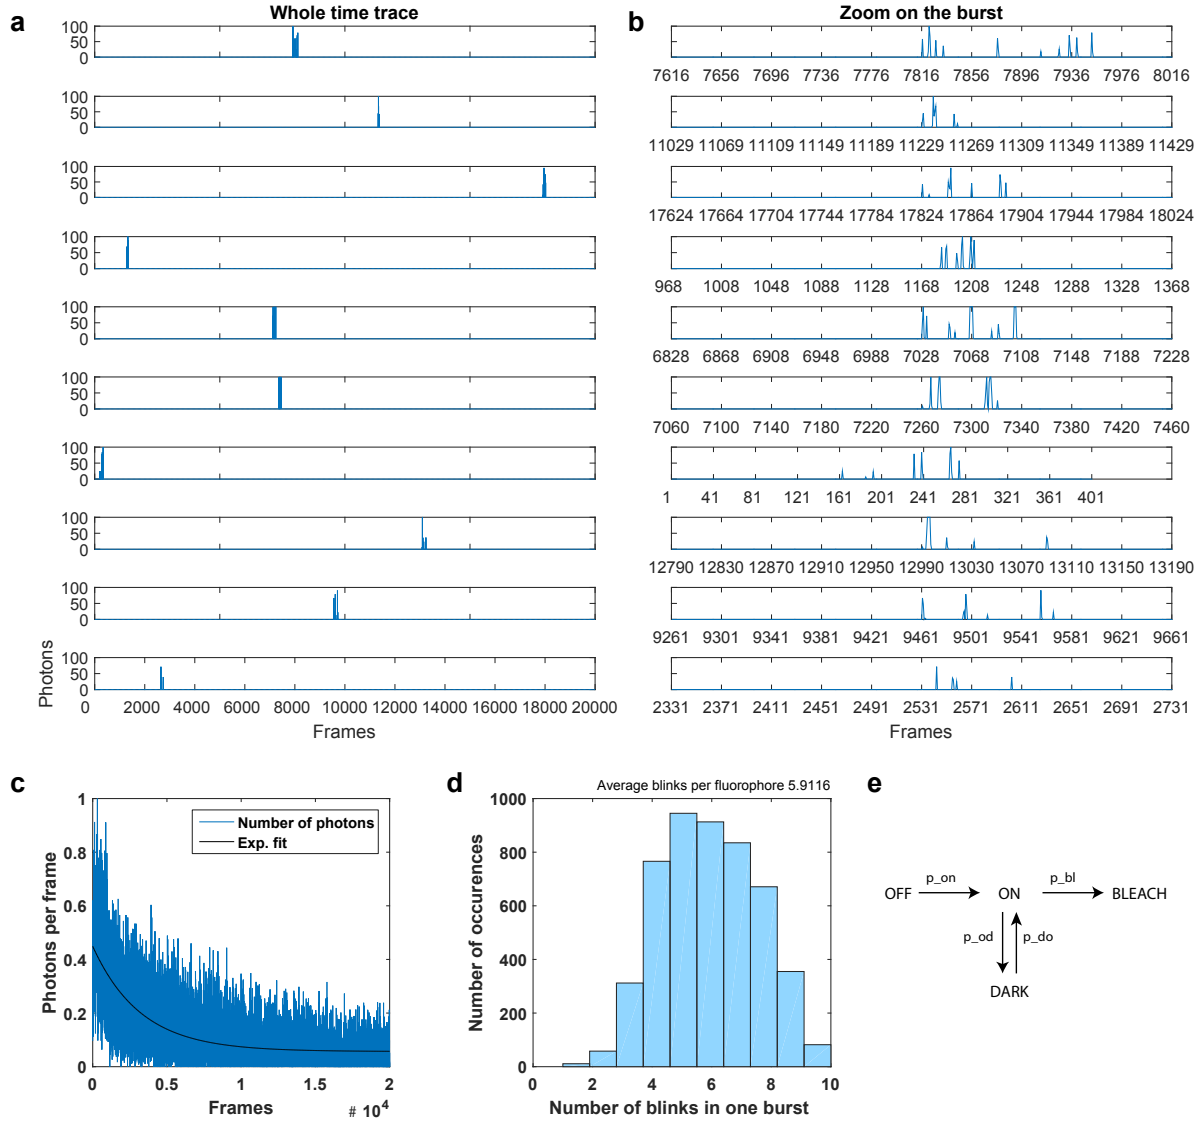 a
Whole time trace
b
Zoom on the burst
100
50
0
7616 7656 7696 7736 7776 7816 7856 7896 7936 7976 8016
100
50
0
11029 11069 11109 11149 11189 11229 11269 11309 11349 11389 11429
100
50
0
17624 17664 17704 17744 17784 17824 17864 17904 17944 17984 18024
100
50
0
968 1008 1048 1088 1128 1168 1208 1248 1288 1328 1368
100
50
0
6828 6868 6908 6948 6988 7028 7068 7108 7148 7188 7228
100
50
0
7060 7100 7140 7180 7220 7260 7300 7340 7380 7420 7460
100
50
0
1 41 81 121 161 201 241 281 321 361 401
100
50
0
12790 12830 12870 12910 12950 12990 13030 13070 13110 13150 13190
100
50
0
9261 9301 9341 9381 9421 9461 9501 9541 9581 9621 9661
100
50
0
Photons
0 2000 4000 6000 8000 10000 12000 14000 16000 18000 20000
Frames
2331 2371 2411 2451 2491 2531 2571 2611 2651 2691 2731
Frames
c
1
0.8
0.6
0.4
0.2
0
Photons per frame
Number of photons
Exp. fit
0 0.5 1 1.5 2
Frames
# 10^4
d
Average blinks per fluorophore 5.9116
1000
800
600
400
200
0
Number of occurences
0 2 4 6 8 10
Number of blinks in one burst
e
p_on
p_bl
OFF ON BLEACH
p_od p_do
DARK